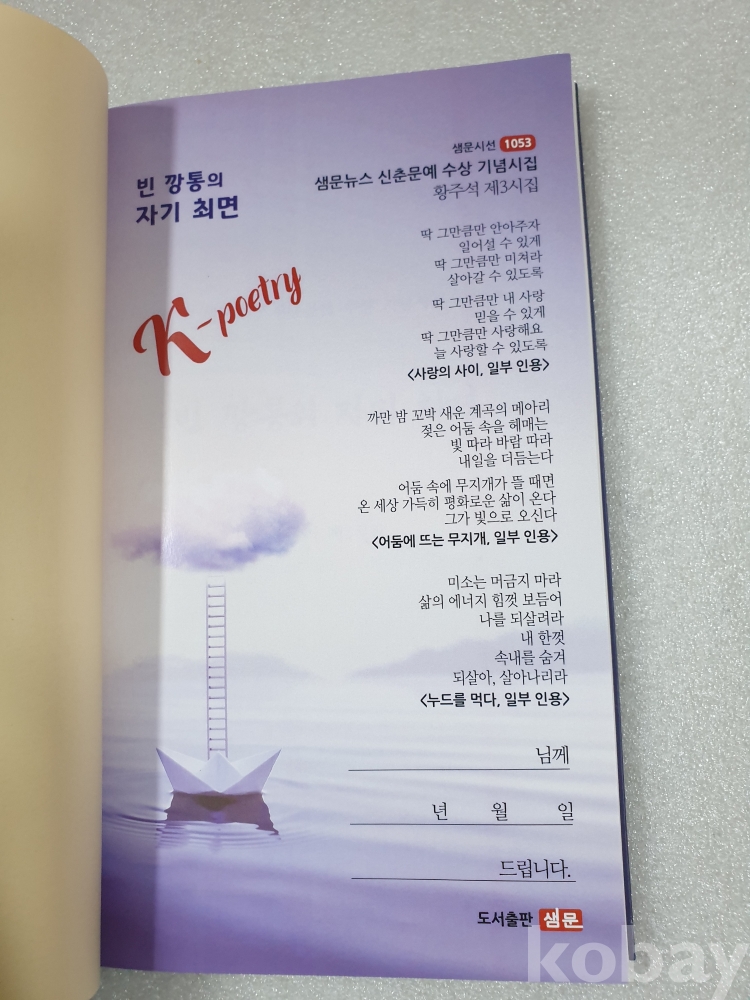 빈 깡통의
자기 최면
K-poetry
샘문시선 1053
샘문뉴스 신춘문예 수상 기념시집
황주석 제3시집
딱 그만큼만 안아주자
일어설 수 있게
딱 그만큼만 미쳐라
살아갈 수 있도록
딱 그만큼만 내 사랑
믿을 수 있게
딱 그만큼만 사랑해요
늘 사랑할 수 있도록
<사랑의 사이, 일부 인용>
까만 밤 꼬박 새운 계곡의 메아리
젖은 어둠 속을 헤매는
빛 따라 바람 따라
내일을 더듬는다
어둠 속에 무지개가 뜰 때면
온 세상 가득히 평화로운 삶이 온다
그가 빛으로 오신다
<어둠에 뜨는 무지개, 일부 인용>
미소는 머금지 마라
삶의 에너지 힘껏 보듬어
나를 되살려라
내 한껏
속내를 숨겨
되살아, 살아나리라
<누드를 먹다, 일부 인용>
님께
년 월 일
드립니다.
도서출판 샘문
kobay